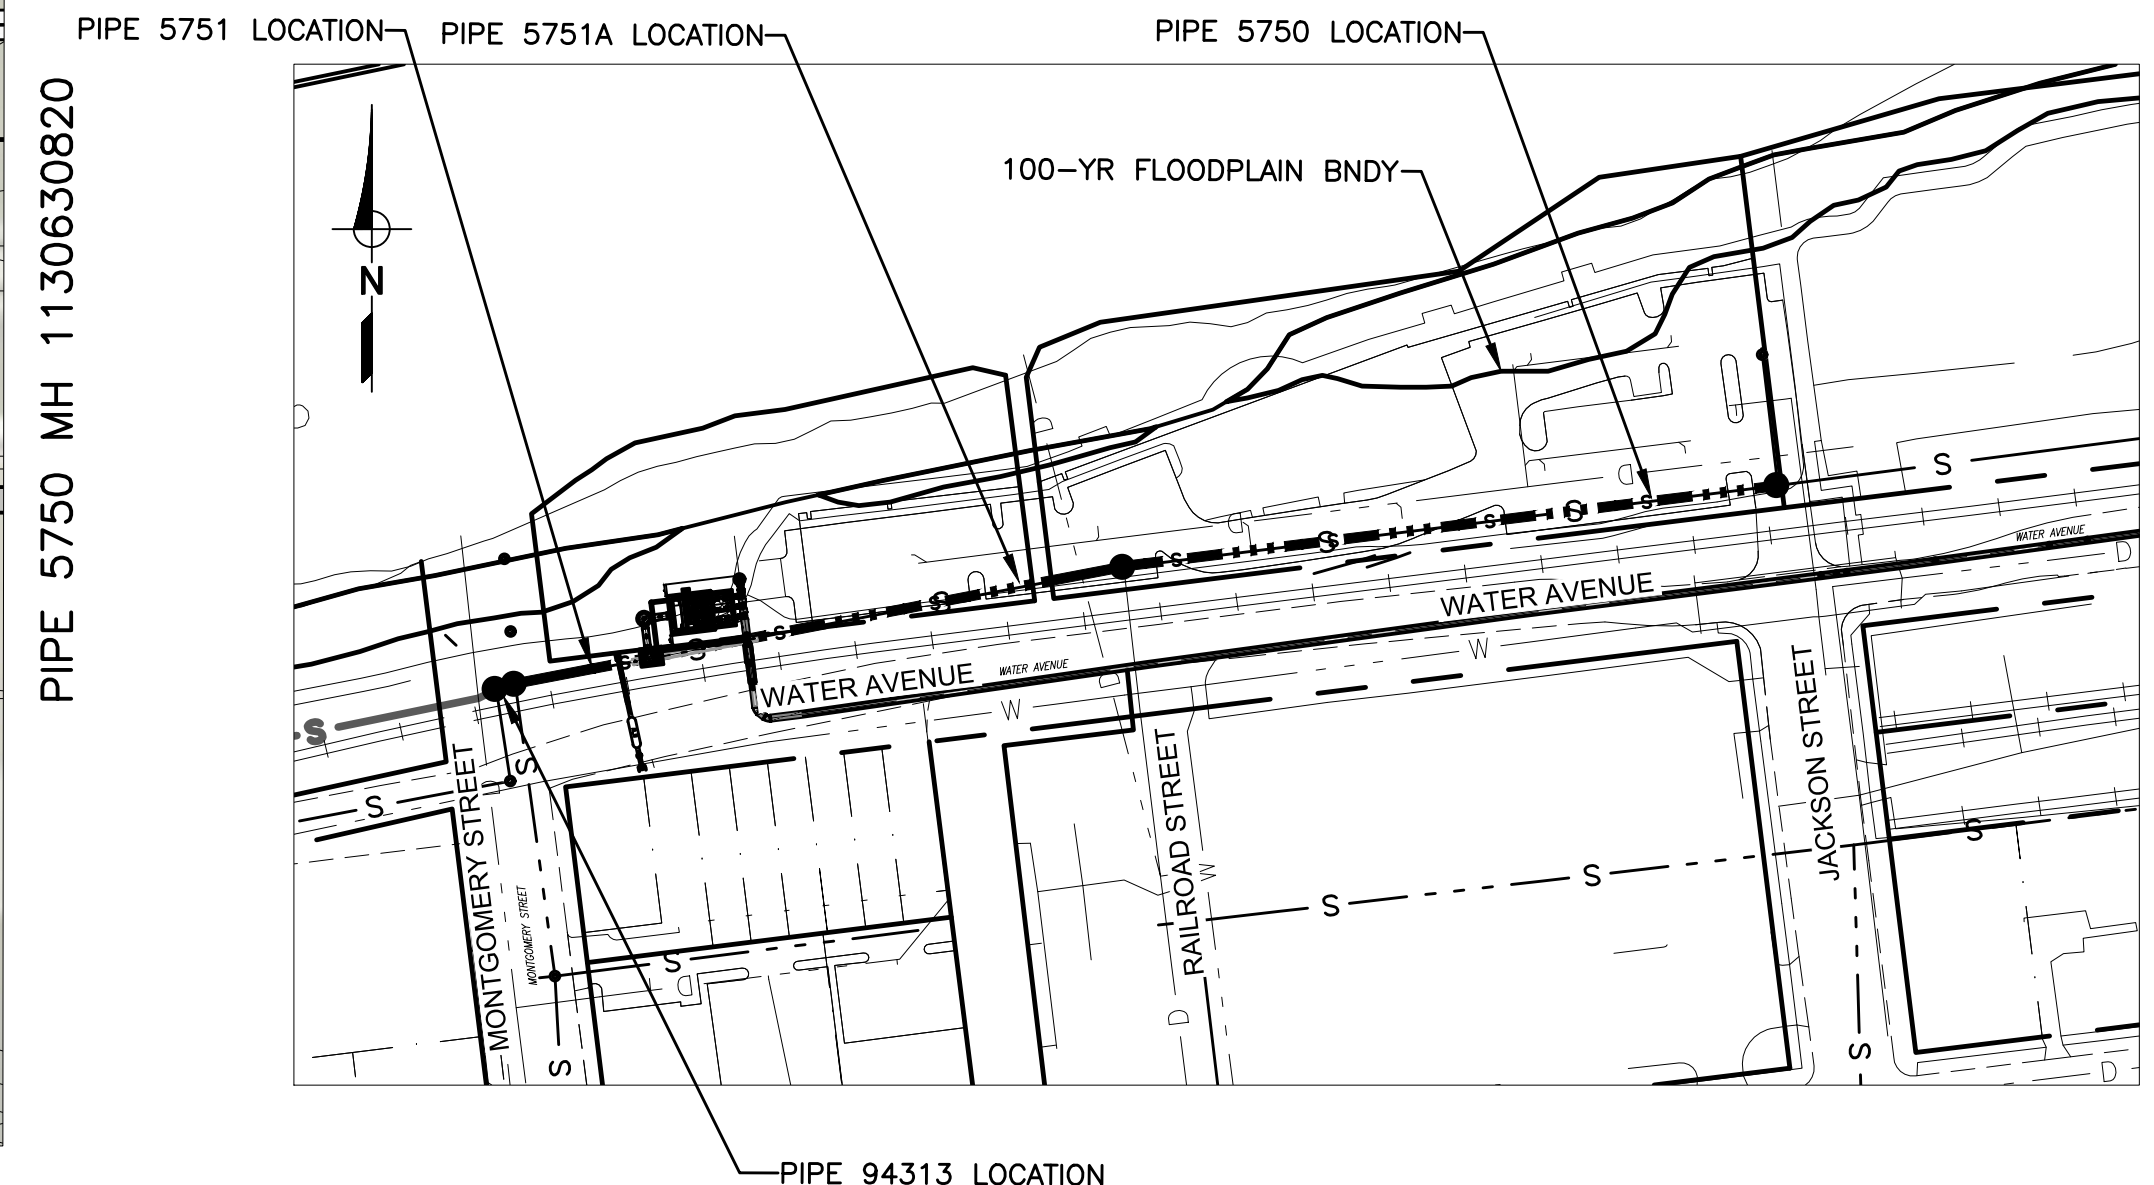 PIPE 5751 LOCATION
PIPE 5751A LOCATION
PIPE 5750 LOCATION
PIPE 5750 MH 1130630820
100-YR FLOODPLAIN BNDY
N
S
S
S
S
S
S
S
S
S
S
S
WATER AVENUE
WATER AVENUE
WATER AVENUE
WATER AVENUE
W
W
D
D
D
S
S
S
MONTGOMERY STREET
MONTGOMERY STREET
RAILROAD STREET
W
JACKSON STREET
S
S
S
S
S
S
D
D
D
D
D
PIPE 94313 LOCATION